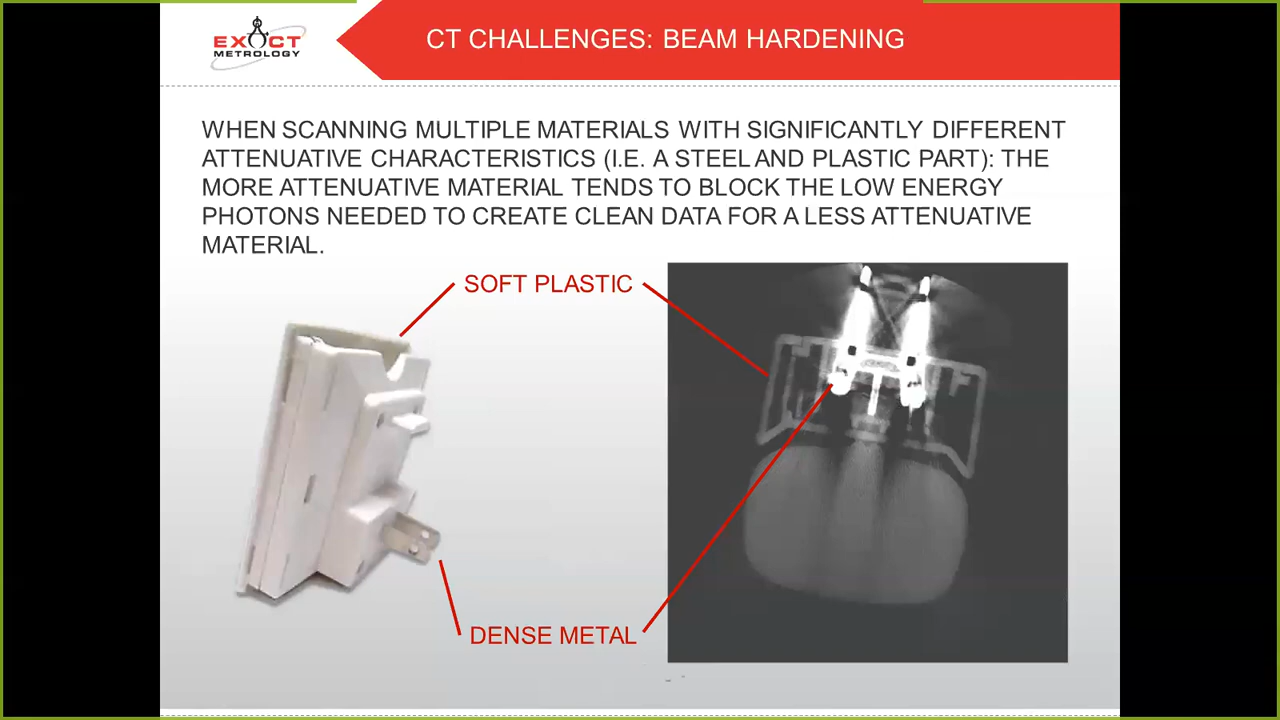 EXACT
METROLOGY
CT CHALLENGES: BEAM HARDENING
WHEN SCANNING MULTIPLE MATERIALS WITH SIGNIFICANTLY DIFFERENT
ATTENUATIVE CHARACTERISTICS (I.E. A STEEL AND PLASTIC PART): THE
MORE ATTENUATIVE MATERIAL TENDS TO BLOCK THE LOW ENERGY
PHOTONS NEEDED TO CREATE CLEAN DATA FOR A LESS ATTENUATIVE
MATERIAL.
SOFT PLASTIC
DENSE METAL